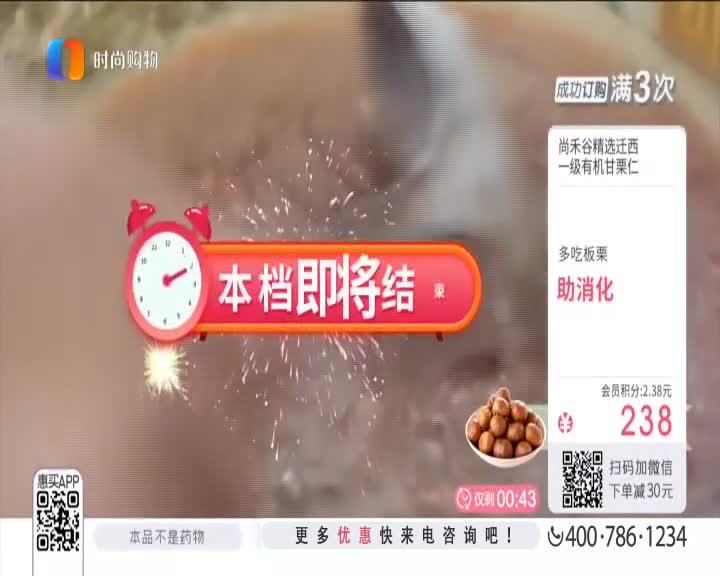 时尚购物
成功订购 满3次
尚禾谷精选迁西
一级有机甘栗仁
多吃板栗
助消化
本档即将结束
会员积分:2.38元
¥ 238
仅剩 00:43
扫码加微信
下单减30元
惠买APP
本品不是药物
更多优惠快来电咨询吧!
400·786·1234